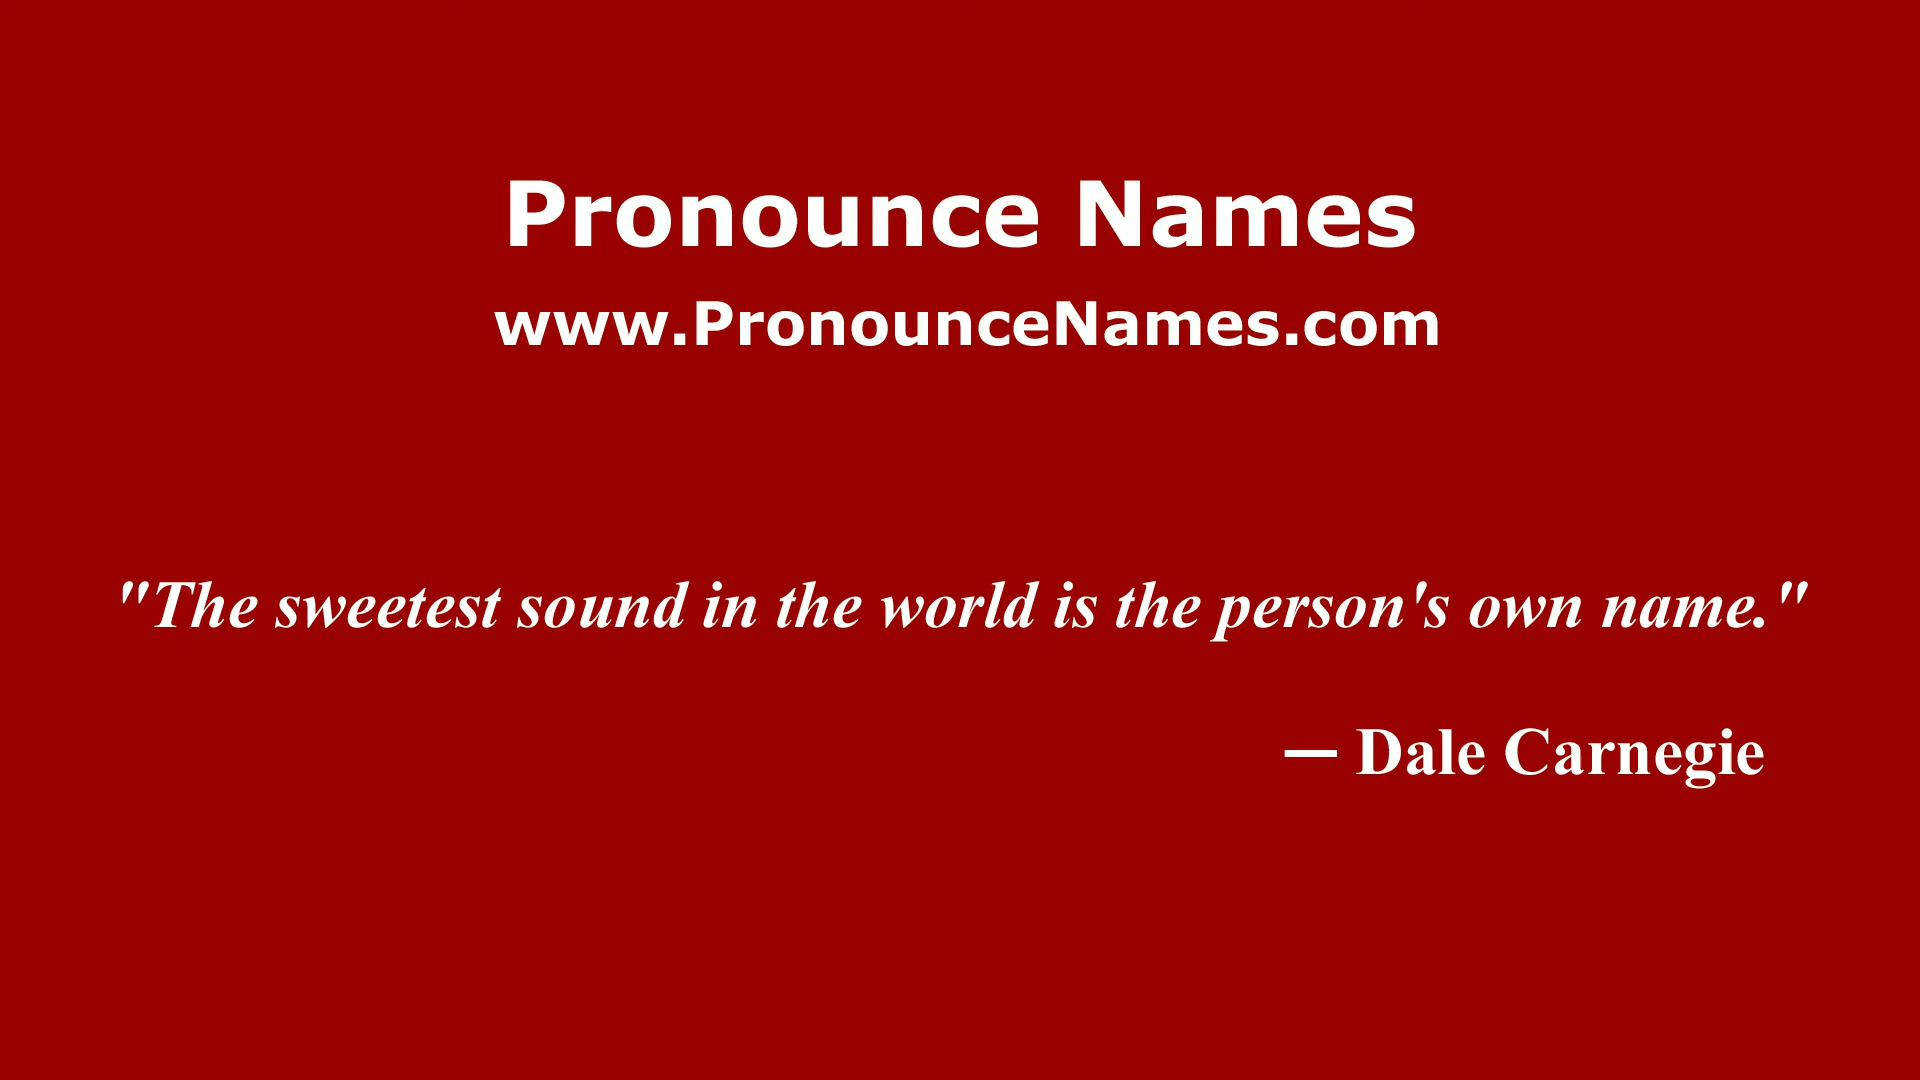 Pronounce Names
www.PronounceNames.com
"The sweetest sound in the world is the person's own name."
— Dale Carnegie